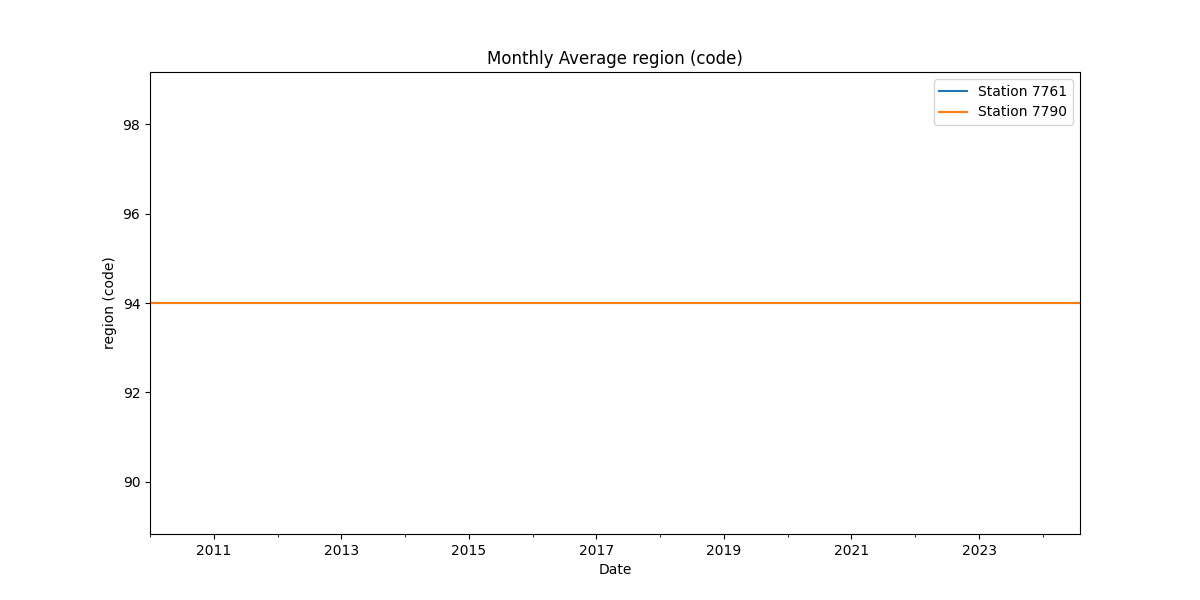 Monthly Average region (code)
Station 7761
Station 7790
98
96
94
92
90
region (code)
2011 2013 2015 2017 2019 2021 2023
Date